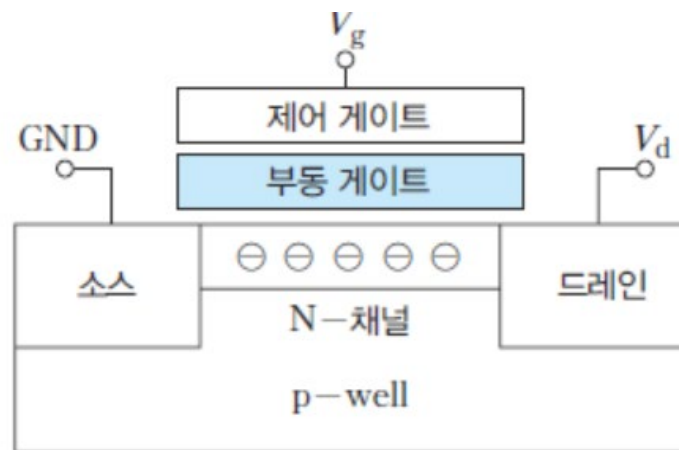 Vg
제어 게이트
GND
Vd
부동 게이트
⊖ ⊖ ⊖ ⊖ ⊖
소스
드레인
N－채널
p－well